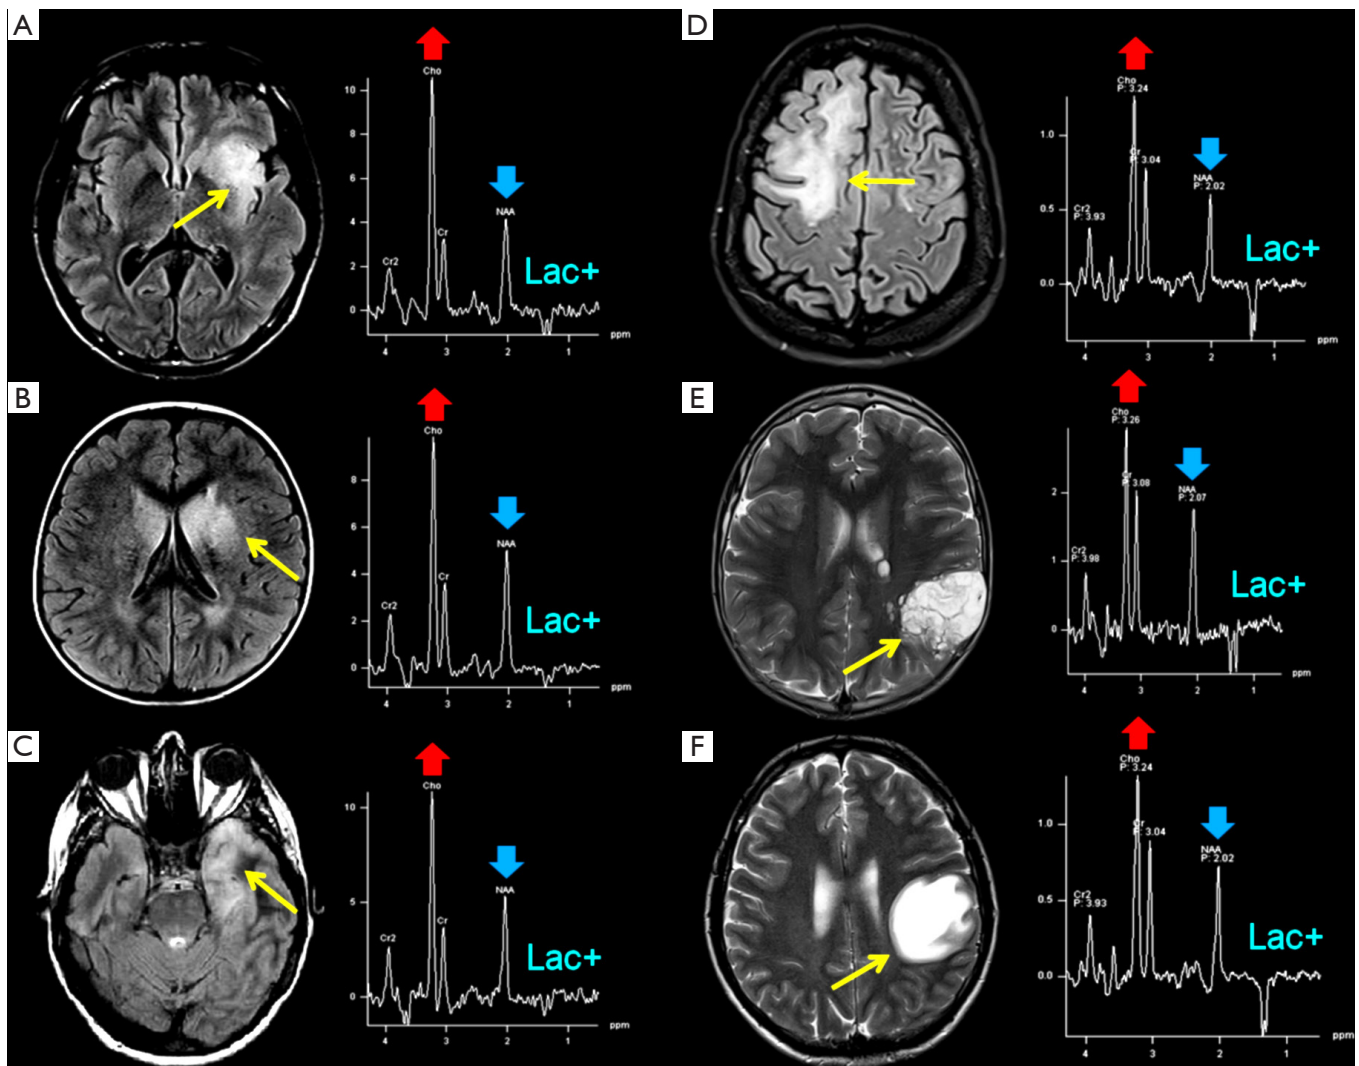 A
Cho
10
8
6
4
2
0
Cr2
Cr
NAA
Lac+
ppm
4
3
2
1
B
Cho
8
6
4
2
0
Cr2
Cr
NAA
Lac+
ppm
4
3
2
1
C
Cho
10
5
0
Cr2
Cr
NAA
Lac+
ppm
4
3
2
1
D
Cho
P: 3.24
Cr
P: 3.04
NAA
P: 2.02
Cr2
P: 3.93
1.0
0.5
0.0
Lac+
ppm
4
3
2
1
E
Cho
P: 3.26
Cr
P: 3.08
NAA
P: 2.07
Cr2
P: 3.98
2
1
0
Lac+
ppm
4
3
2
1
F
Cho
P: 3.24
Cr
P: 3.04
NAA
P: 2.02
Cr2
P: 3.93
1.0
0.5
0.0
Lac+
ppm
4
3
2
1